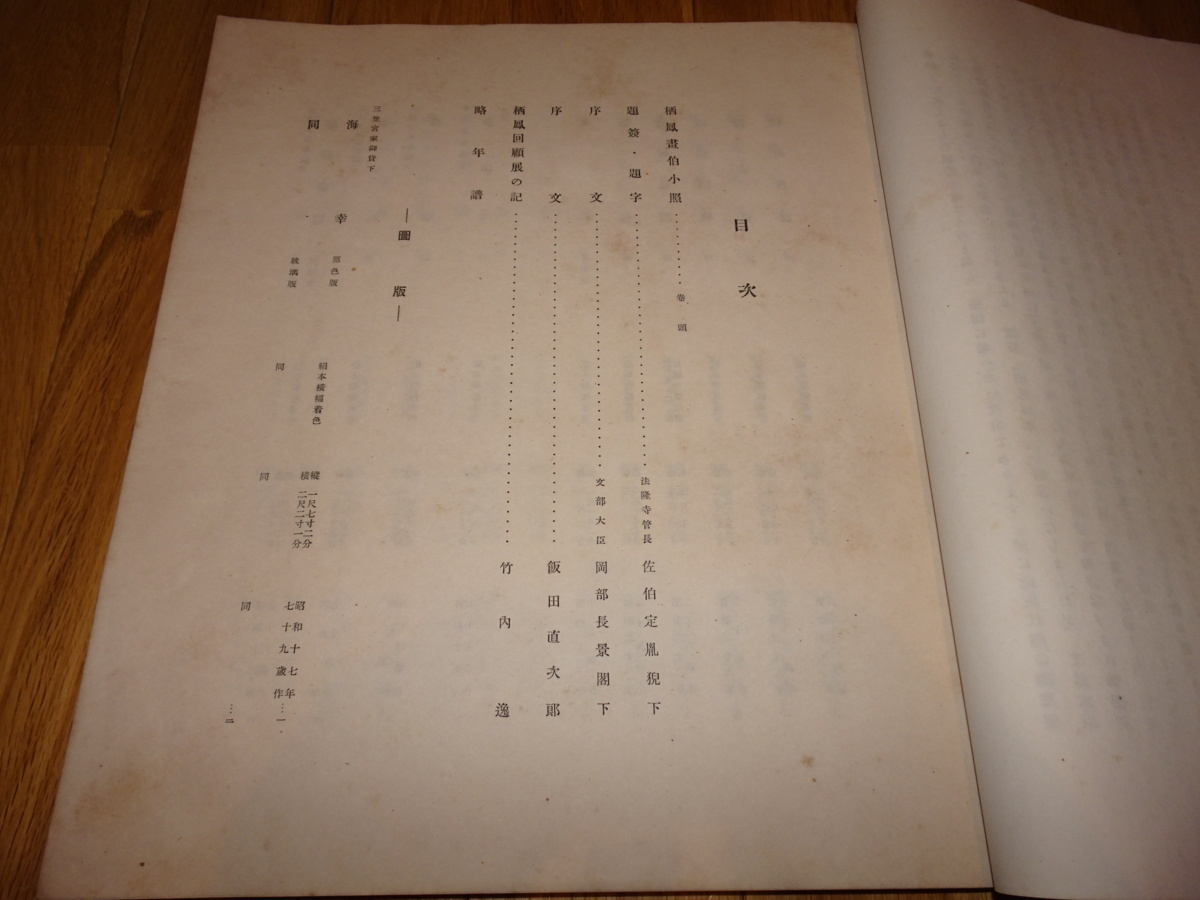 目次
栖鳳畫伯小照‥‥‥‥卷頭
題簽・題字‥‥‥‥法隆寺管長 佐伯定胤猊下
序文‥‥‥‥文部大臣 岡部長景閣下
序文‥‥‥‥飯田直次郎
栖鳳回顧展の記‥‥‥‥竹內逸
略年譜
―圖版―
三笠宮家御貸下
海幸 原色版 絹本橫幅着色 縱一尺七寸二分 橫二尺二寸一分 昭和十七年 七十九歲作…一
同 玻璃版 同 同 同…二